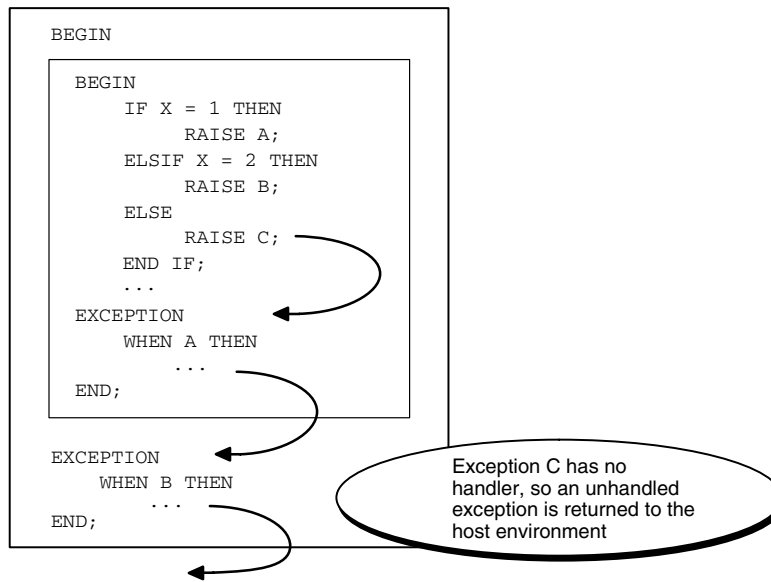 BEGIN
BEGIN
IF X = 1 THEN
RAISE A;
ELSIF X = 2 THEN
RAISE B;
ELSE
RAISE C;
END IF;
...
EXCEPTION
WHEN A THEN
...
END;
EXCEPTION
WHEN B THEN
...
END;
Exception C has no
handler, so an unhandled
exception is returned to the
host environment